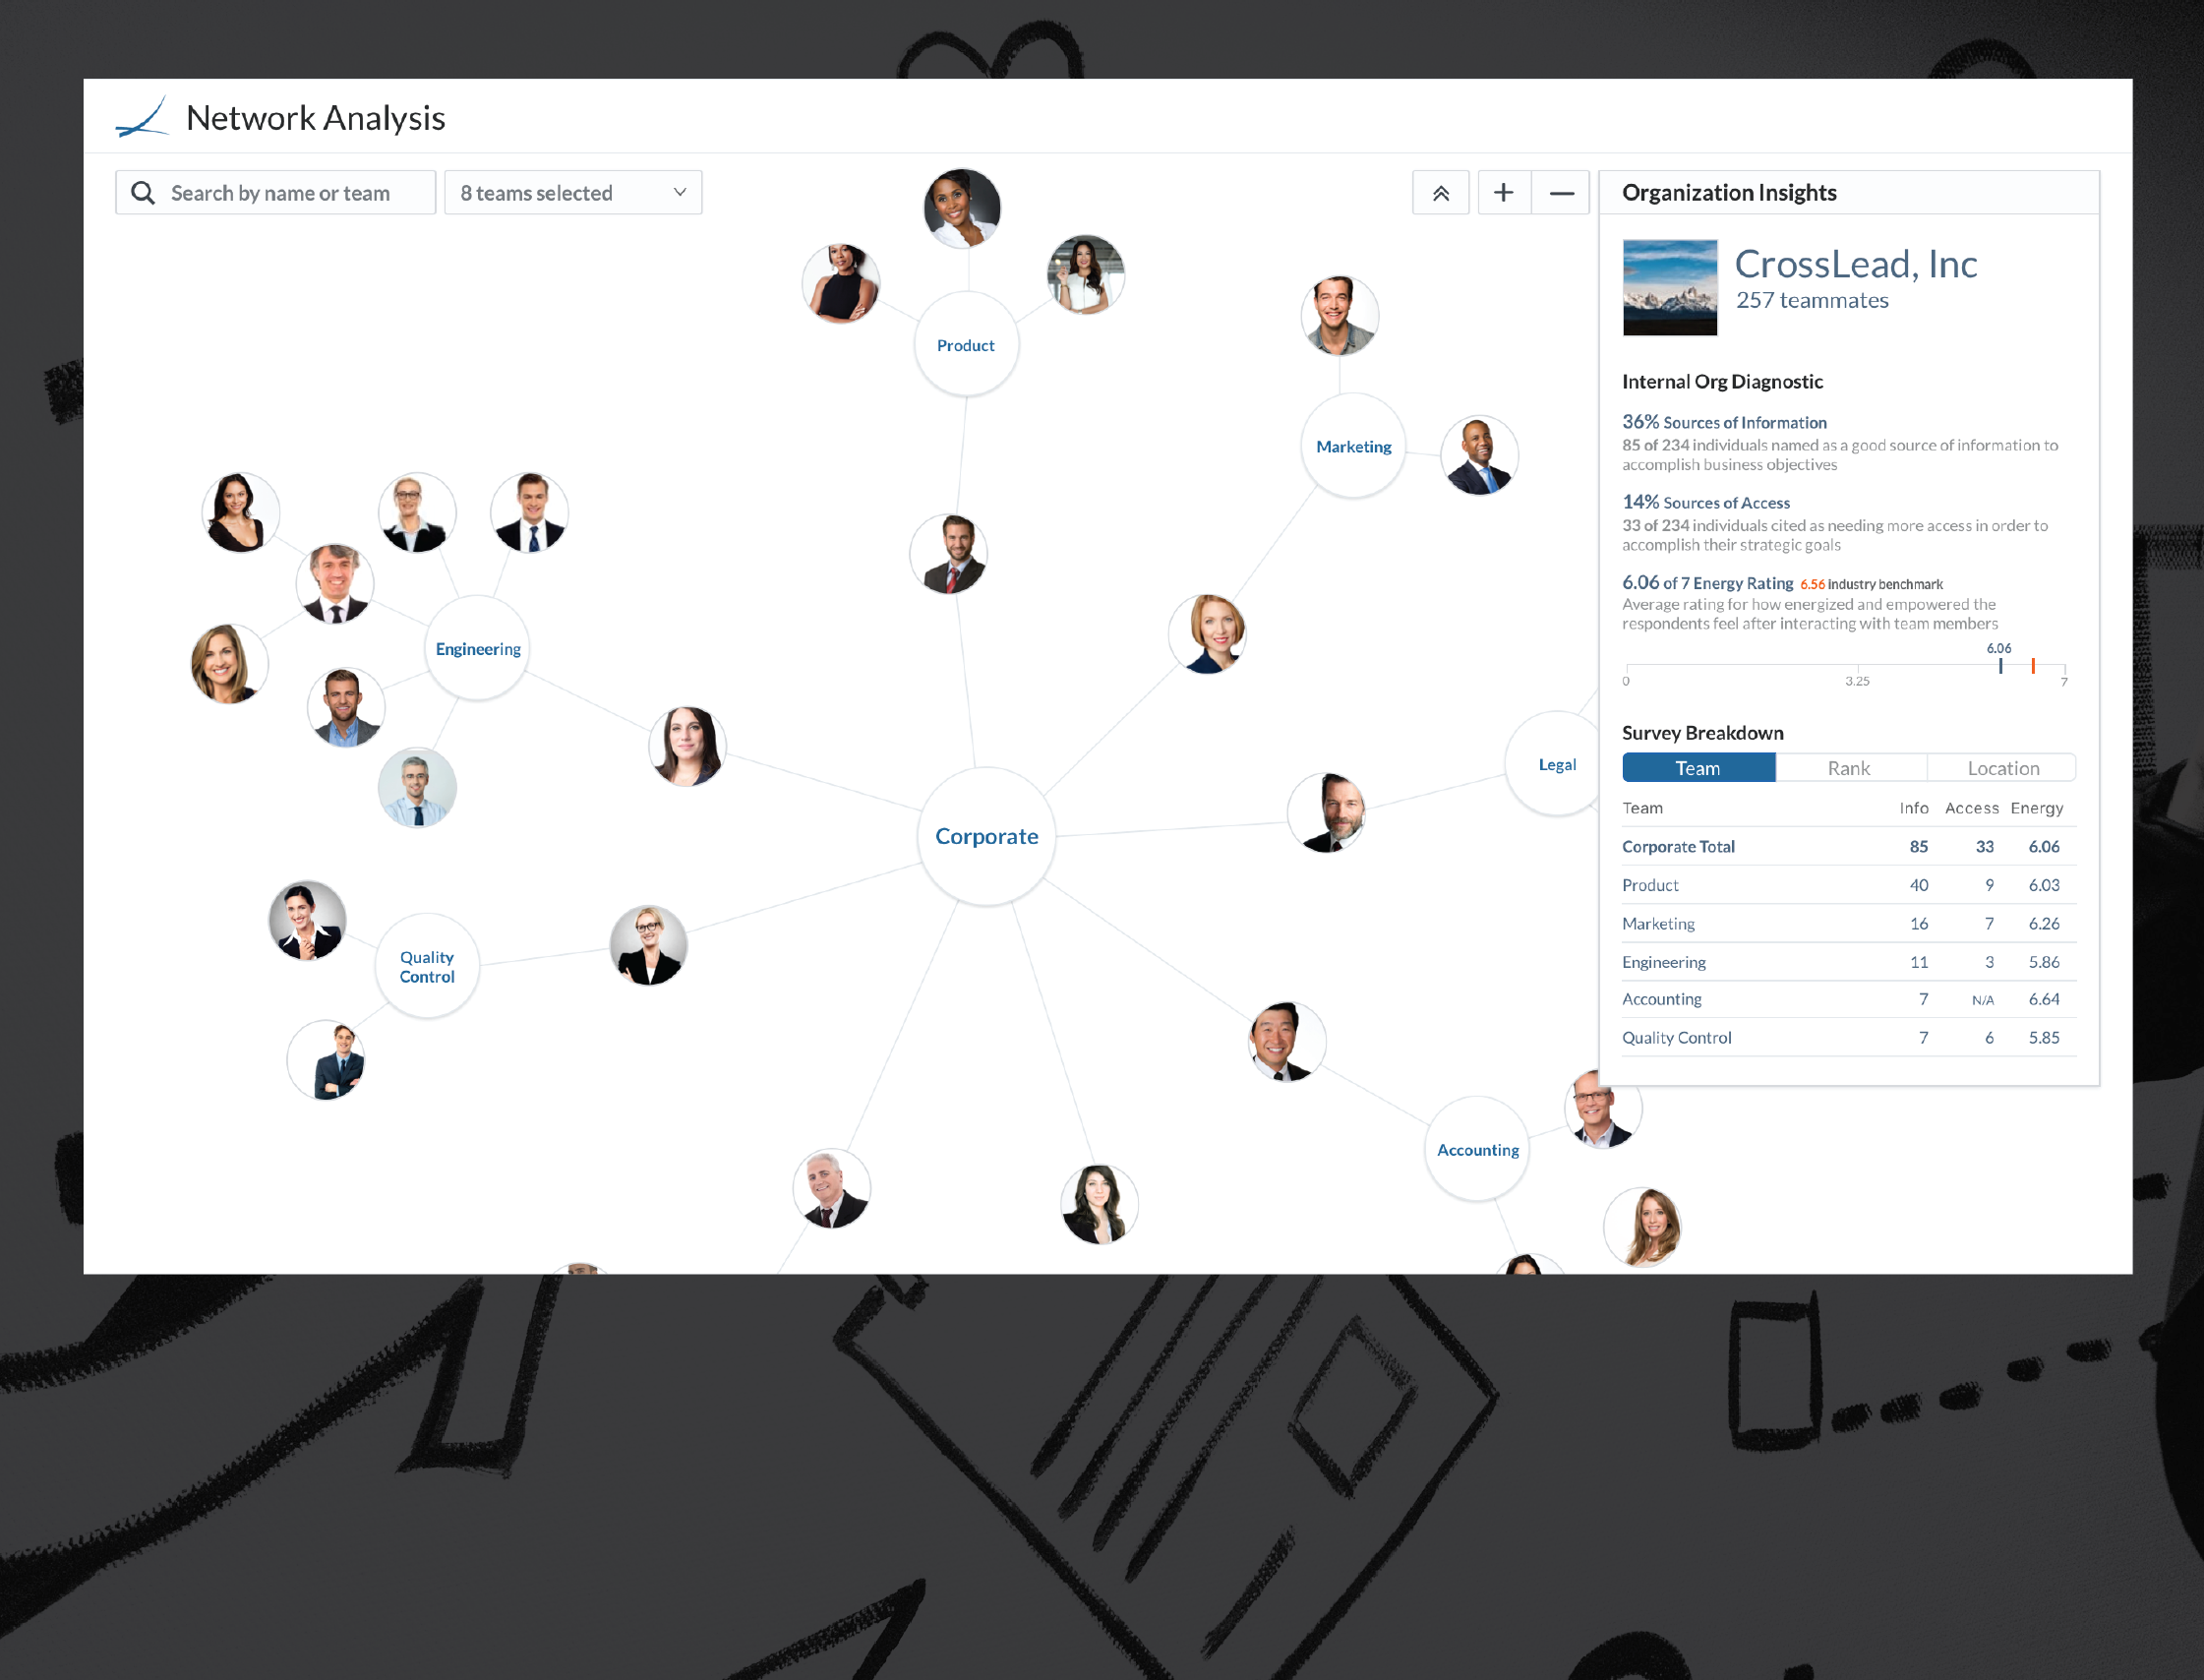 Network Analysis
Search by name or team
8 teams selected
Product
Marketing
Engineering
Legal
Corporate
Quality
Control
Accounting
Organization Insights
CrossLead, Inc
257 teammates
Internal Org Diagnostic
36% Sources of Information
85 of 234 individuals named as a good source of information to
accomplish business objectives
14% Sources of Access
33 of 234 individuals cited as needing more access in order to
accomplish their strategic goals
6.06 of 7 Energy Rating 6.56 industry benchmark
Average rating for how energized and empowered the
respondents feel after interacting with team members
6.06
0 3.25 7
Survey Breakdown
Team Rank Location
Team Info Access Energy
Corporate Total 85 33 6.06
Product 40 9 6.03
Marketing 16 7 6.26
Engineering 11 3 5.86
Accounting 7 N/A 6.64
Quality Control 7 6 5.85